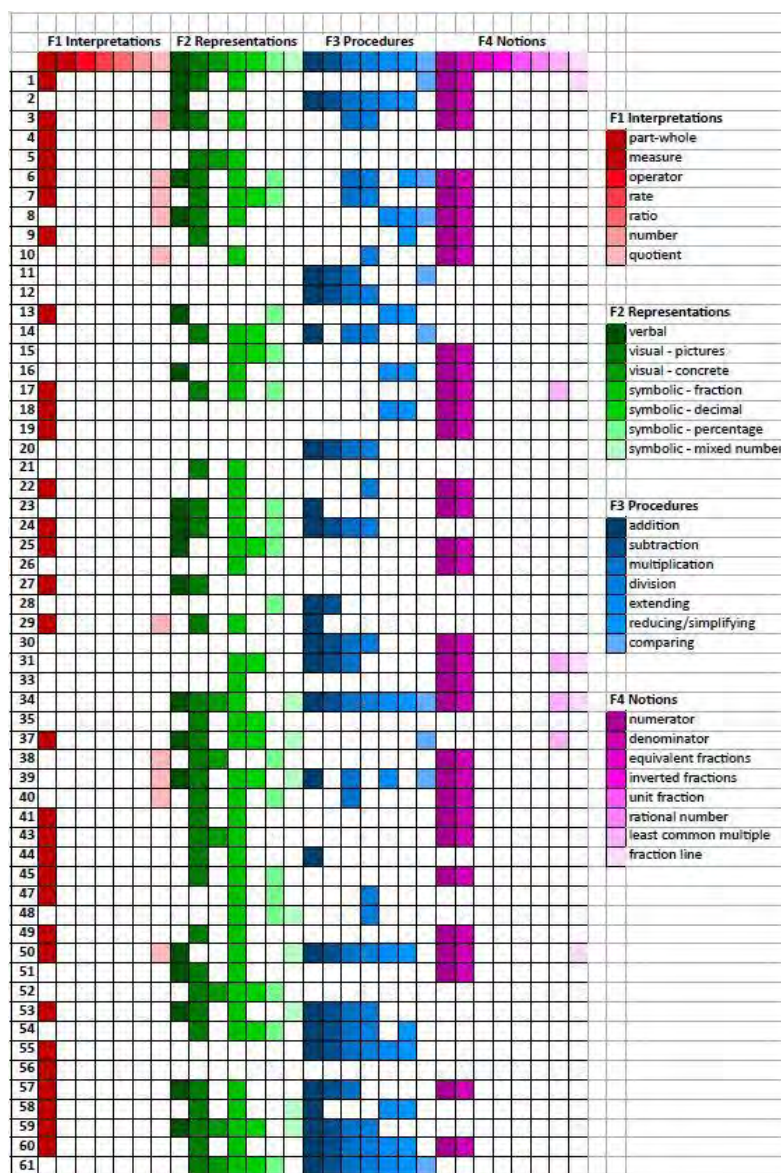 F1 Interpretations F2 Representations F3 Procedures F4 Notions
1
2
3 F1 Interpretations
4 part-whole
5 measure
6 operator
7 rate
8 ratio
9 number
10 quotient
11
12
13 F2 Representations
14 verbal
15 visual - pictures
16 visual - concrete
17 symbolic - fraction
18 symbolic - decimal
19 symbolic - percentage
20 symbolic - mixed number
21
22
23 F3 Procedures
24 addition
25 subtraction
26 multiplication
27 division
28 extending
29 reducing/simplifying
30 comparing
31
33
34 F4 Notions
35 numerator
37 denominator
38 equivalent fractions
39 inverted fractions
40 unit fraction
41 rational number
43 least common multiple
44 fraction line
45
47
48
49
50
51
52
53
54
55
56
57
58
59
60
61